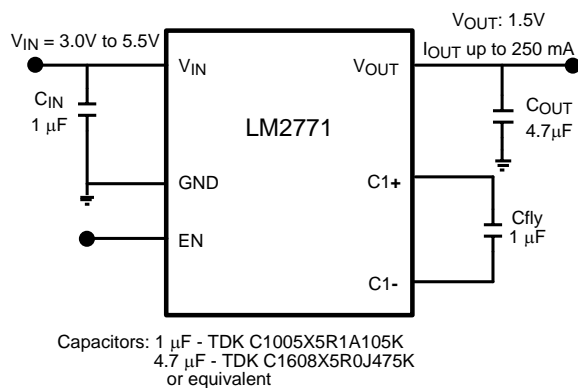 VOUT: 1.5V
VIN = 3.0V to 5.5V
IOUT up to 250 mA
VIN
VOUT
CIN
1 µF
COUT
4.7µF
LM2771
GND
C1+
Cfly
1 µF
EN
C1-
Capacitors: 1 µF - TDK C1005X5R1A105K
4.7 µF - TDK C1608X5R0J475K
or equivalent